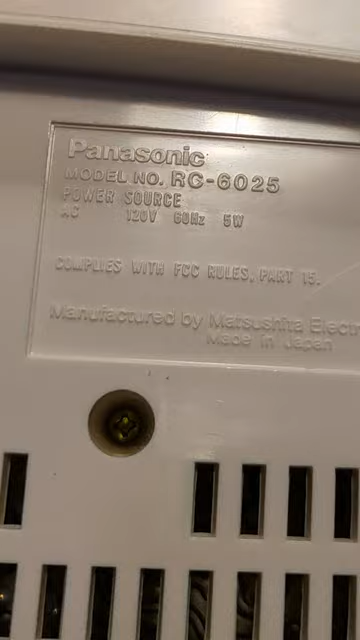 Panasonic
MODEL NO. RC-6025
POWER SOURCE
AC 120V 60Hz 5W
COMPLIES WITH FCC RULES, PART 15.
Manufactured by Matsushita Electr
Made in Japan